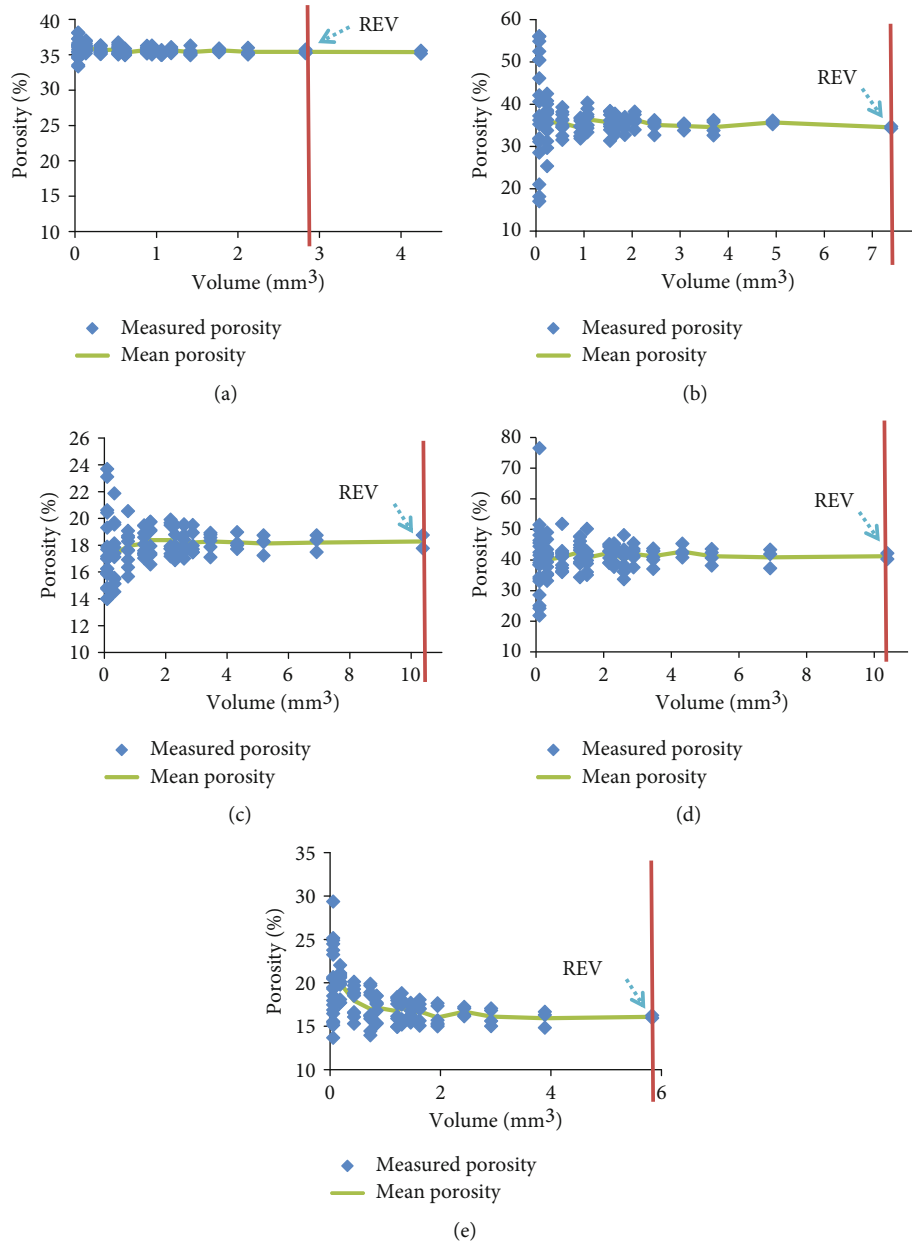 40
35
30
25
20
15
10
0 1 2 3 4
Porosity (%)
Volume (mm3)
REV
Measured porosity
Mean porosity
(a)
60
50
40
30
20
10
0 1 2 3 4 5 6 7
Porosity (%)
Volume (mm3)
REV
Measured porosity
Mean porosity
(b)
26
24
22
20
18
16
14
12
10
0 2 4 6 8 10
Porosity (%)
Volume (mm3)
REV
Measured porosity
Mean porosity
(c)
80
70
60
50
40
30
20
10
0 2 4 6 8 10
Porosity (%)
Volume (mm3)
REV
Measured porosity
Mean porosity
(d)
35
30
25
20
15
10
0 2 4 6
Porosity (%)
Volume (mm3)
REV
Measured porosity
Mean porosity
(e)